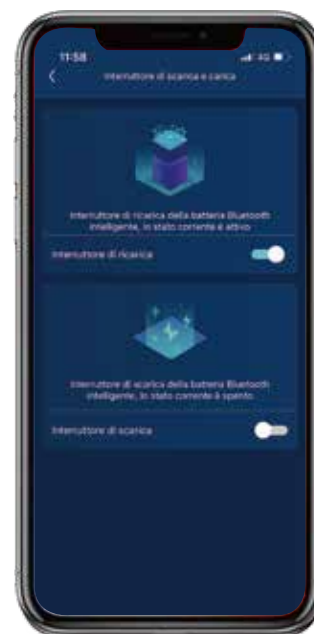 11:58 4G
Interruttore di scarica e carica
Interruttore di ricarica della batteria Bluetooth
intelligente, lo stato corrente è attivo
Interruttore di ricarica
Interruttore di scarica della batteria Bluetooth
intelligente, lo stato corrente è spento
Interruttore di scarica